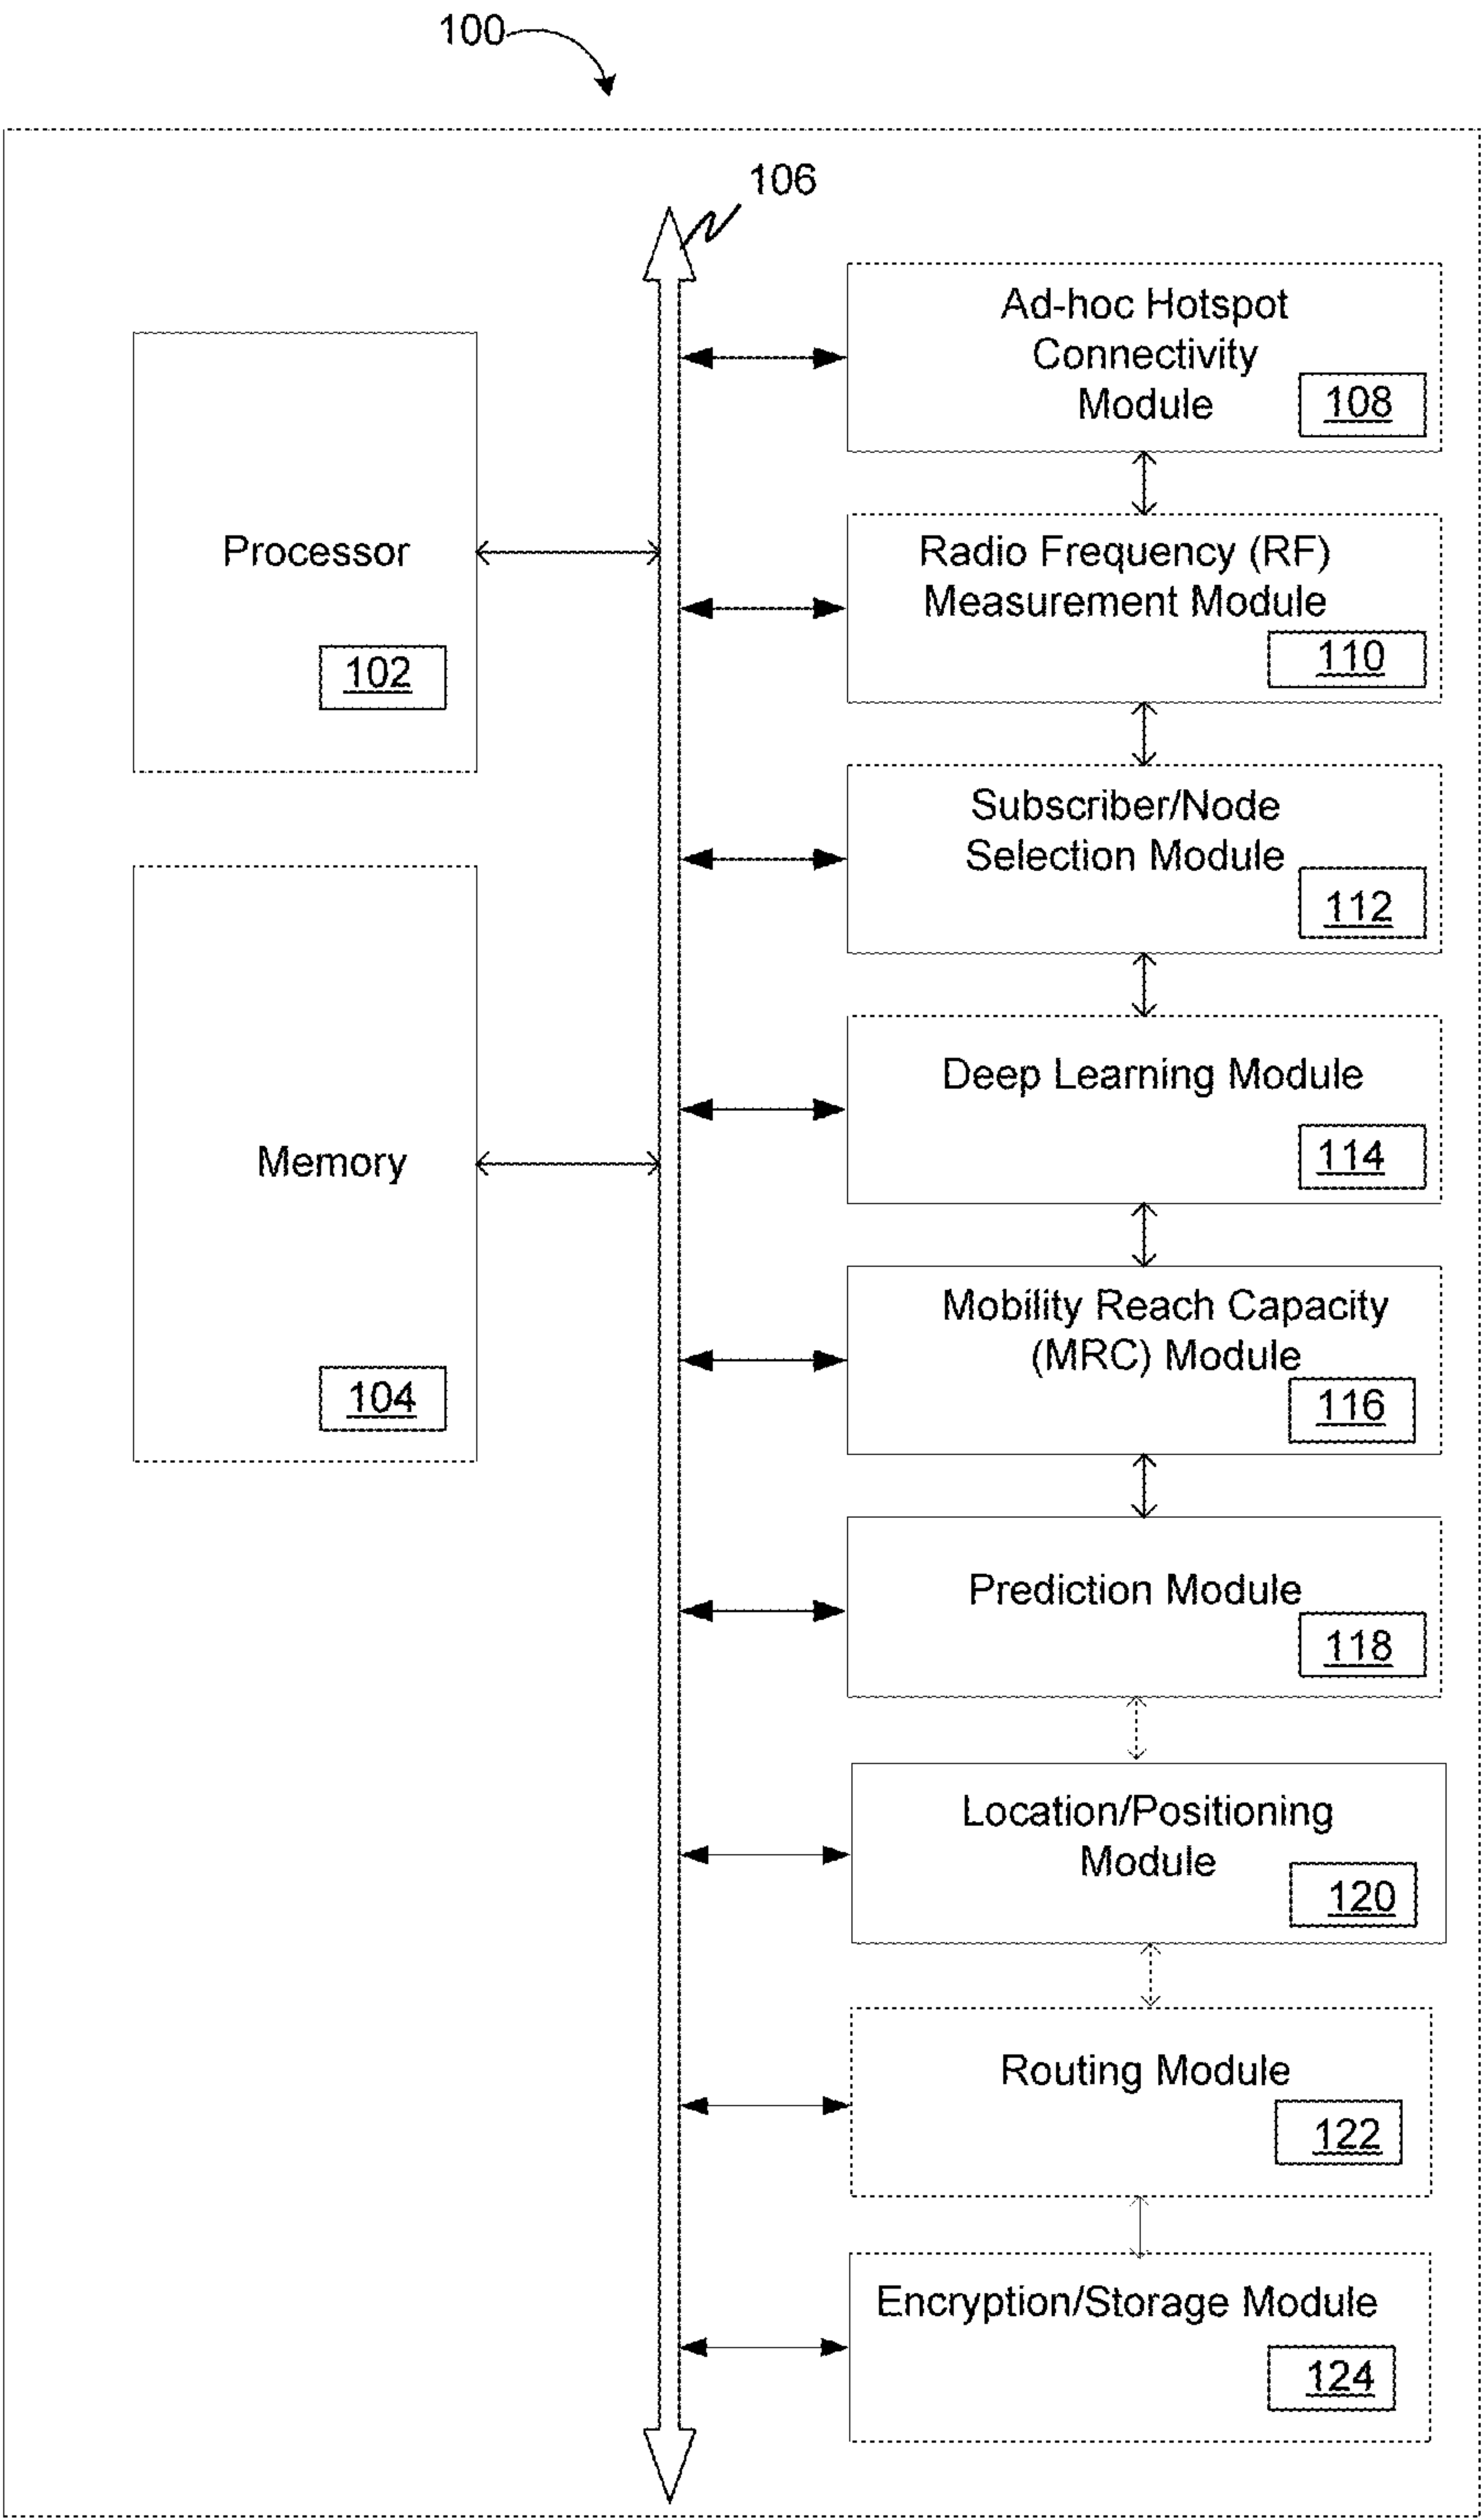 100
106
Ad-hoc Hotspot
Connectivity
Module
108
Processor
102
Radio Frequency (RF)
Measurement Module
110
Subscriber/Node
Selection Module
112
Memory
104
Deep Learning Module
114
Mobility Reach Capacity
(MRC) Module
116
Prediction Module
118
Location/Positioning
Module
120
Routing Module
122
Encryption/Storage Module
124